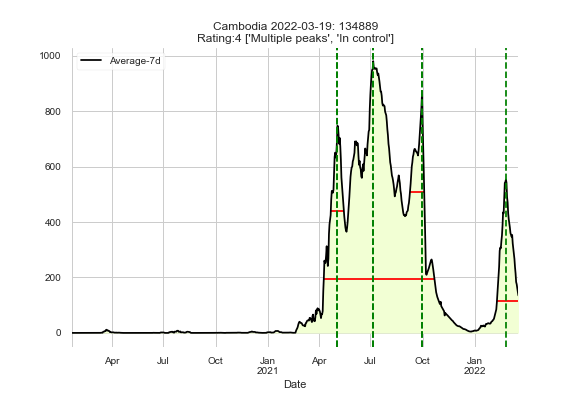 Cambodia 2022-03-19: 134889
Rating:4 ['Multiple peaks', 'In control']
Average-7d
1000
800
600
400
200
0
Apr
Jul
Oct
Jan
2021
Apr
Jul
Oct
Jan
2022
Date